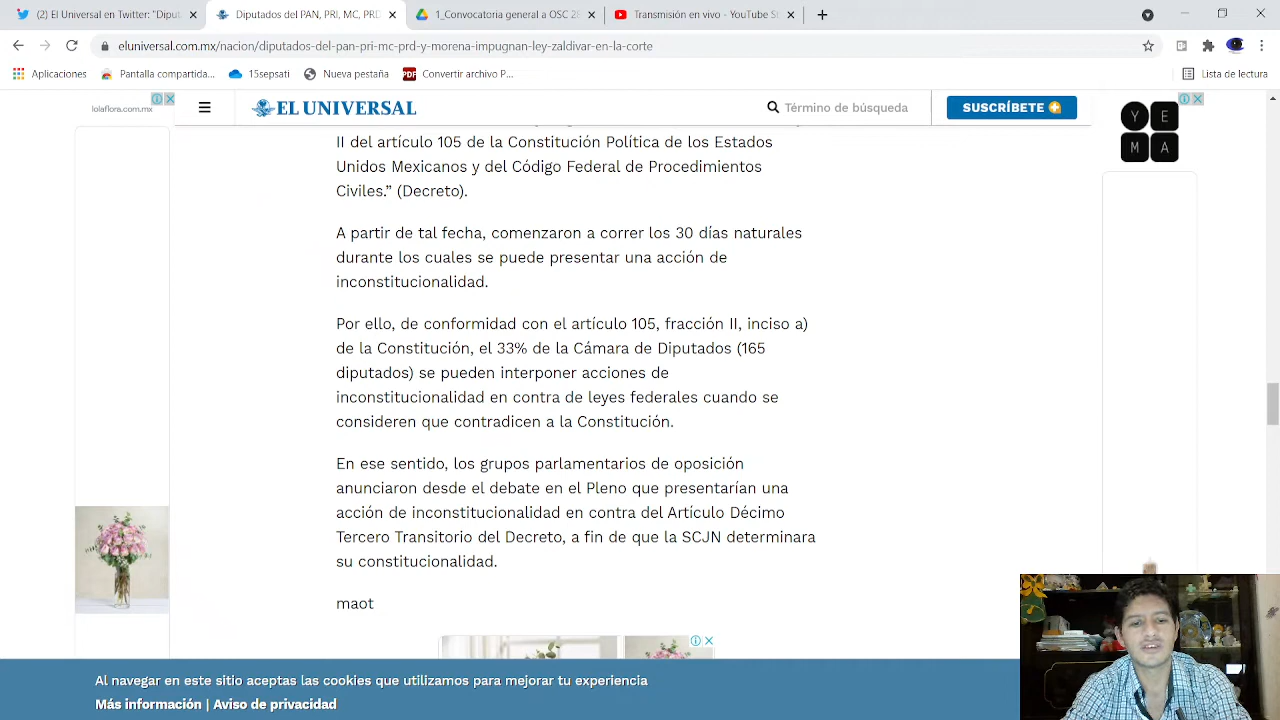 (2) Twitter
"Diputados del PAN, PRI, MC, PR
1_Convocatoria general a OSC 2F
Transmisión en vivo - YouTube S
eluniversal.com.mx/nacion/diputados-del-pan-pri-mc-prd-y-morena-impugnan-ley-zaldivar-en-la-corte
Aplicaciones
Pantalla compartida...
15sepsati
Nueva pestaña
PDF
Convertir archivo P...
Lista de lectura
lolaflora.com.mx
EL UNIVERSAL
Término de búsqueda
SUSCRÍBETE
Y E
M A
II del artículo 105 de la Constitución Política de los Estados
Unidos Mexicanos y del Código Federal de Procedimientos
Civiles.” (Decreto).
A partir de tal fecha, comenzaron a correr los 30 días naturales
durante los cuales se puede presentar una acción de
inconstitucionalidad.
Por ello, de conformidad con el artículo 105, fracción II, inciso a)
de la Constitución, el 33% de la Cámara de Diputados (165
diputados) se pueden interponer acciones de
inconstitucionalidad en contra de leyes federales cuando se
consideren que contradicen a la Constitución.
En ese sentido, los grupos parlamentarios de oposición
anunciaron desde el debate en el Pleno que presentarían una
acción de inconstitucionalidad en contra del Artículo Décimo
Tercero Transitorio del Decreto, a fin de que la SCJN determinara
su constitucionalidad.
maot
Al navegar en este sitio aceptas las cookies que utilizamos para mejorar tu experiencia
Más información | Aviso de privacidad